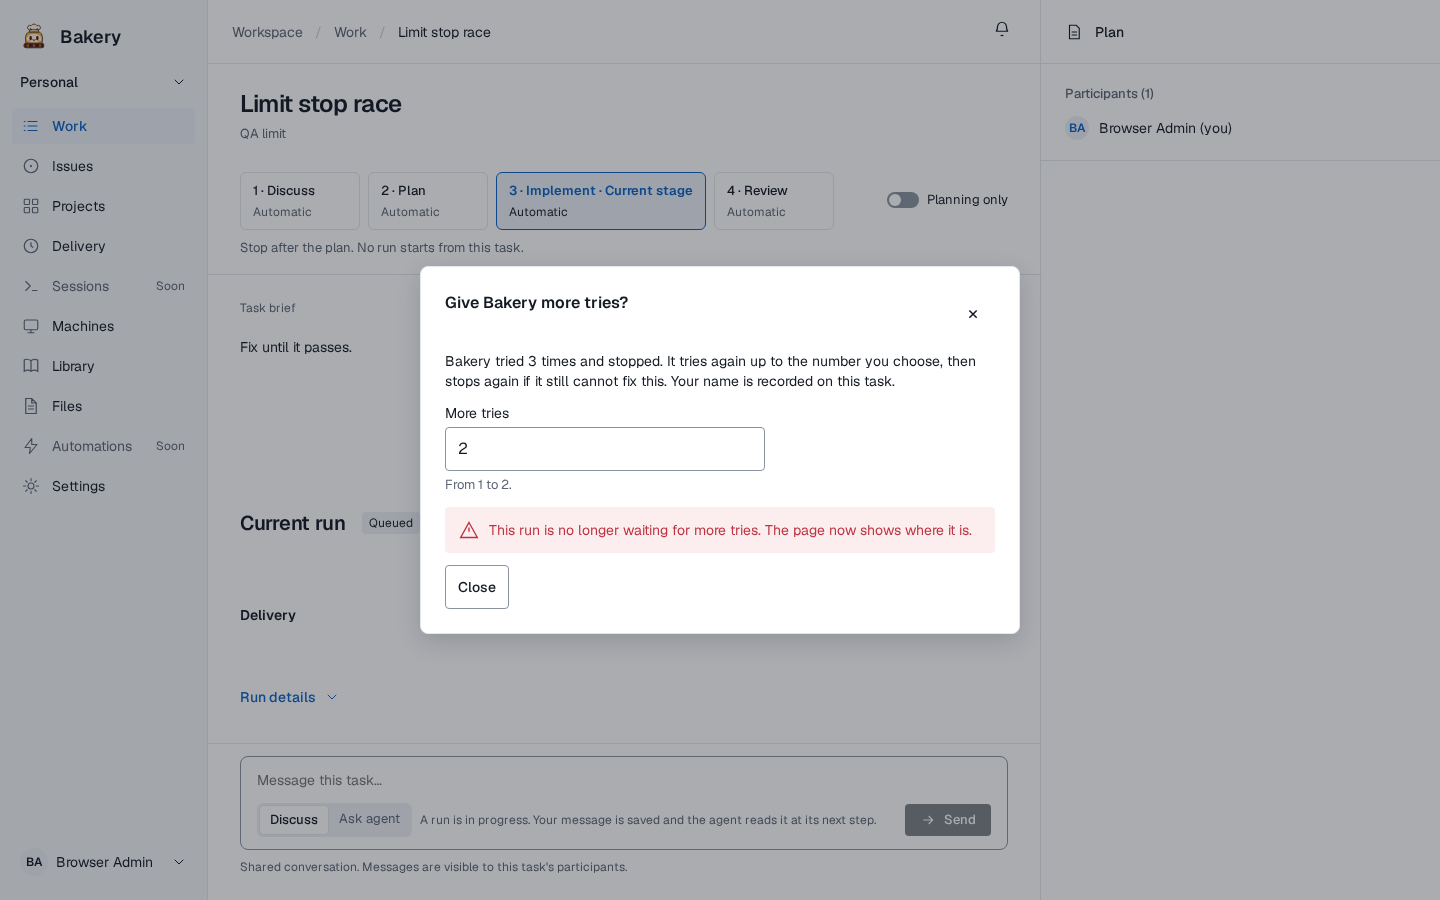 Bakery
Personal
Work
Issues
Projects
Delivery
Sessions Soon
Machines
Library
Files
Automations Soon
Settings
BA Browser Admin
Workspace / Work / Limit stop race
Limit stop race
QA limit
1 · Discuss
Automatic
2 · Plan
Automatic
3 · Implement · Current stage
Automatic
4 · Review
Automatic
Planning only
Stop after the plan. No run starts from this task.
Task brief
Fix until it passes.
Current run Queued
Delivery
Run details
Give Bakery more tries?
Bakery tried 3 times and stopped. It tries again up to the number you choose, then
stops again if it still cannot fix this. Your name is recorded on this task.
More tries
2
From 1 to 2.
This run is no longer waiting for more tries. The page now shows where it is.
Close
Message this task...
Discuss Ask agent A run is in progress. Your message is saved and the agent reads it at its next step. Send
Shared conversation. Messages are visible to this task's participants.
Plan
Participants (1)
BA Browser Admin (you)